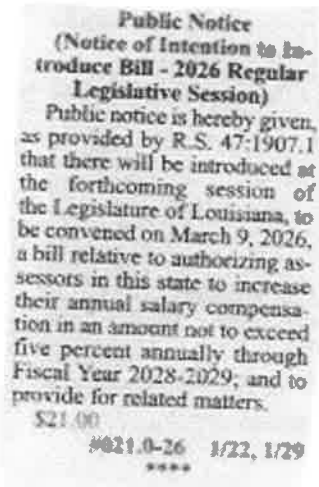 Public Notice
(Notice of Intention to In-
troduce Bill - 2026 Regular
Legislative Session)
Public notice is hereby given,
as provided by R.S. 47:1907.1
that there will be introduced at
the forthcoming session of
the Legislature of Louisiana, to
be convened on March 9, 2026,
a bill relative to authorizing as-
sessors in this state to increase
their annual salary compensa-
tion in an amount not to exceed
five percent annually through
Fiscal Year 2028-2029; and to
provide for related matters.
$21.00
#021.0-26 1/22, 1/29
****